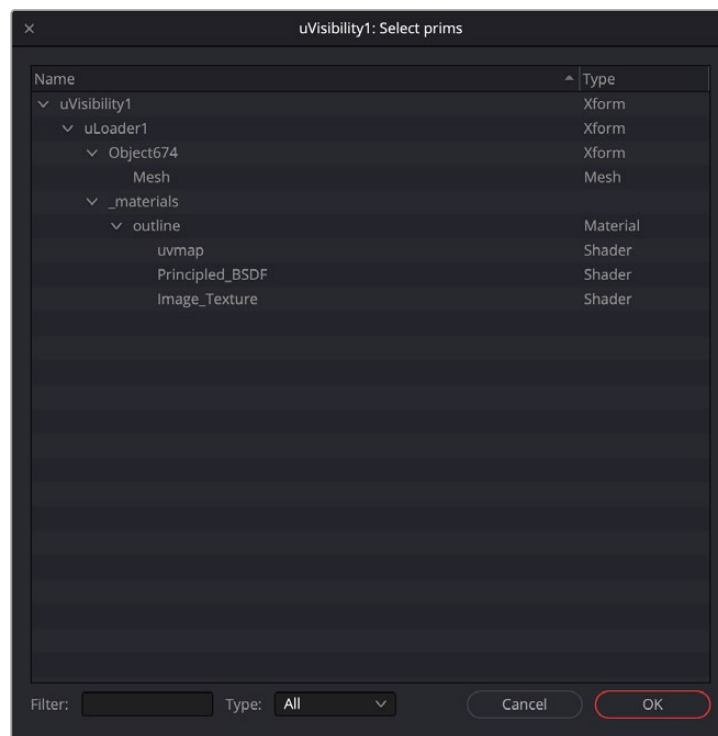 uVisibility1: Select prims
Name Type
uVisibility1 Xform
uLoader1 Xform
Object674 Xform
Mesh Mesh
_materials
outline Material
uvmap Shader
Principled_BSDF Shader
Image_Texture Shader
Filter: Type: All Cancel OK